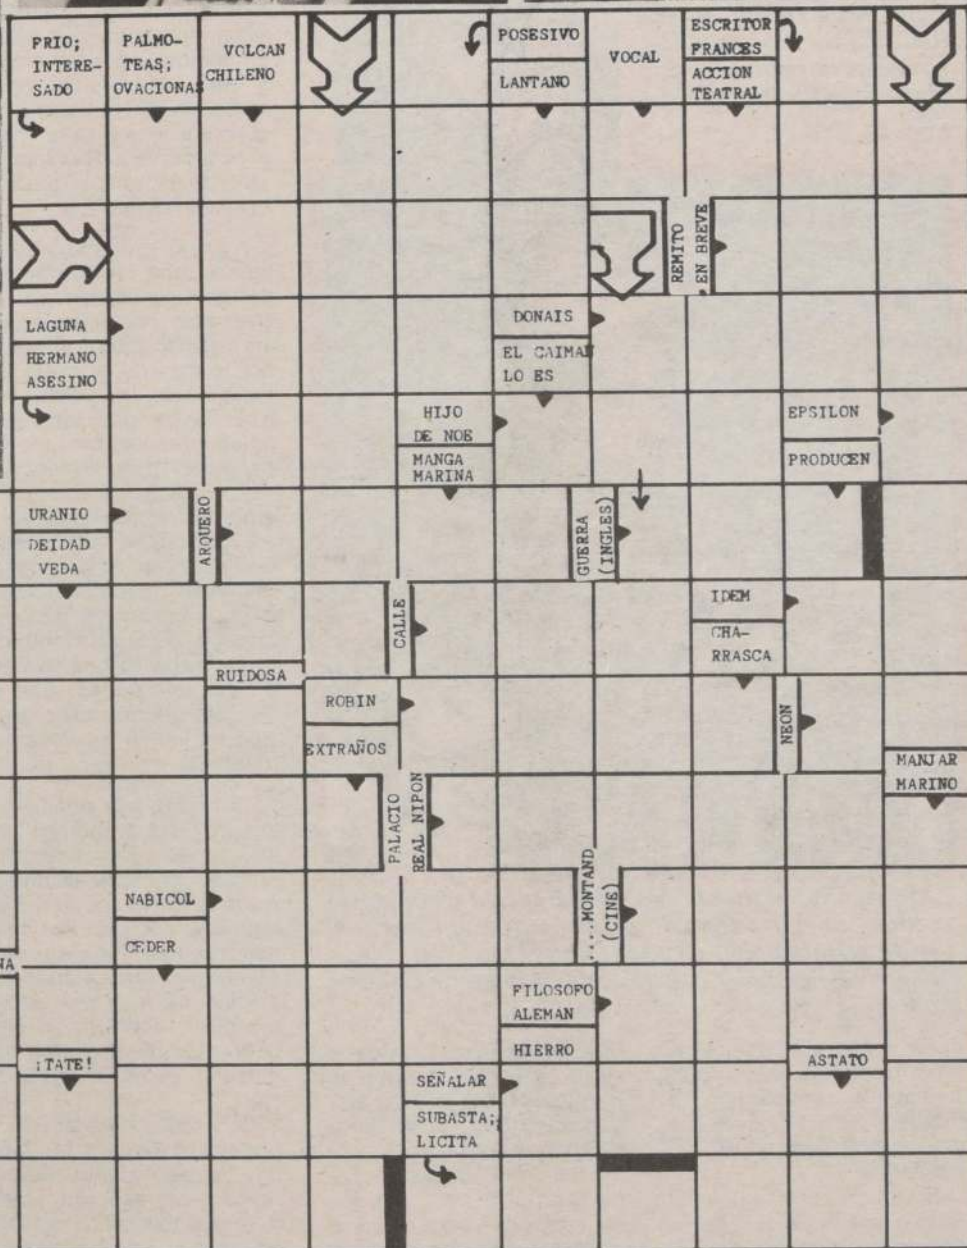 FRIO;
INTERE-
SADO
PALMO-
TEAS;
OVACIONAS
VOLCAN
CHILENO
POSESIVO
LANTANO
VOCAL
ESCRITOR
FRANCES
ACCION
TEATRAL
REMITO
,EN BREVE
LAGUNA
HERMANO
ASESINO
DONAIS
EL CAIMAN
LO ES
HIJO
DE NOE
MANGA
MARINA
EPSILON
PRODUCEN
URANIO
DEIDAD
VEDA
ARQUERO
GUERRA
(INGLES)
CALLE
IDEM
CHA-
RRASCA
RUIDOSA
ROBIN
EXTRAÑOS
NEON
MANJAR
MARINO
PALACIO
REAL NIPON
NABICOL
CEDER
....MONTAND
(CINE)
NA
FILOSOFO
ALEMAN
HIERRO
¡TATE!
ASTATO
SEÑALAR
SUBASTA;
LICITA